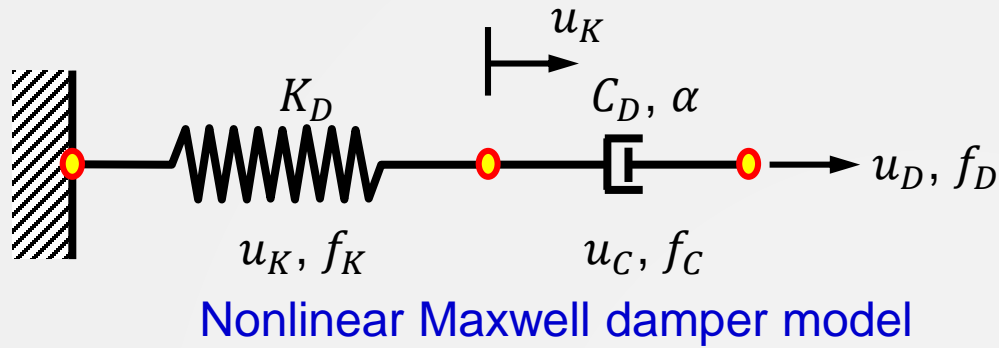 u_K
K_D
C_D, α
u_D, f_D
u_K, f_K
u_C, f_C
Nonlinear Maxwell damper model